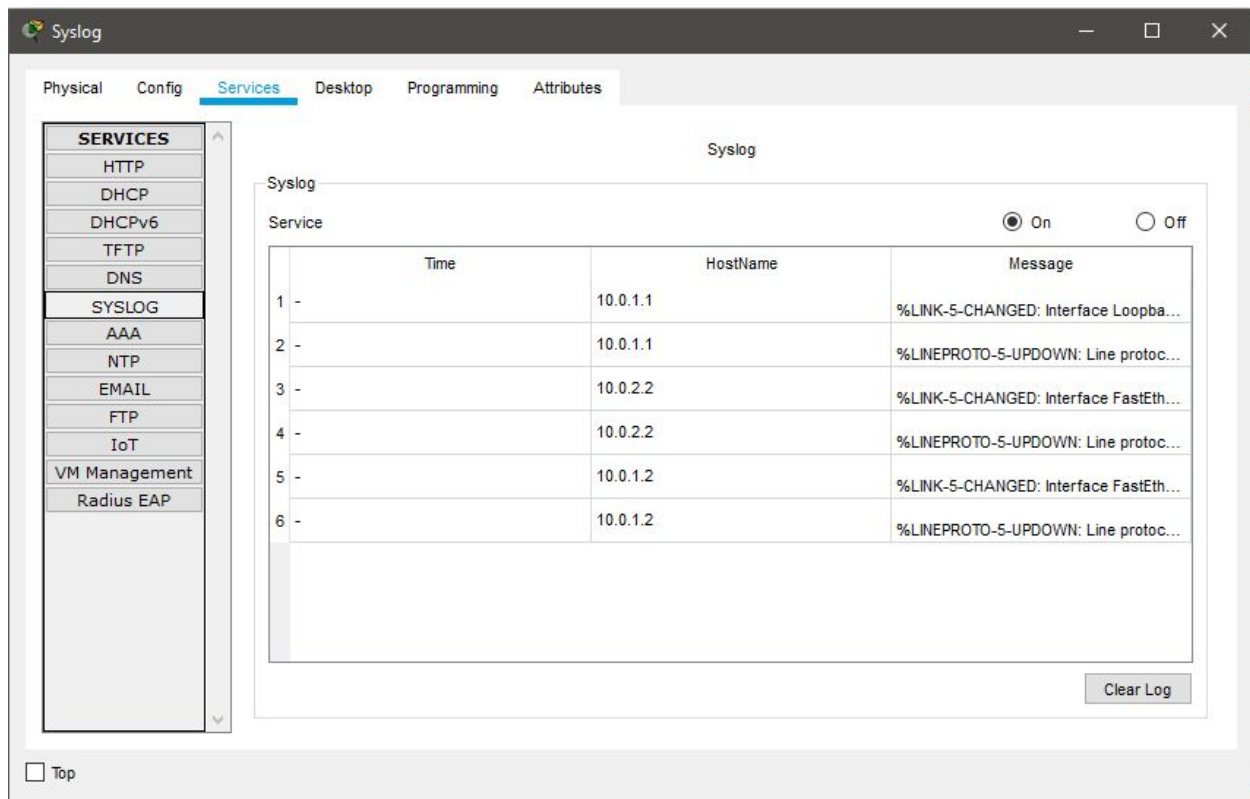 Syslog
Physical Config Services Desktop Programming Attributes
SERVICES
HTTP
DHCP
DHCPv6
TFTP
DNS
SYSLOG
AAA
NTP
EMAIL
FTP
IoT
VM Management
Radius EAP
Syslog
Syslog
Service On Off
Time HostName Message
1 - 10.0.1.1 %LINK-5-CHANGED: Interface Loopba...
2 - 10.0.1.1 %LINEPROTO-5-UPDOWN: Line protoc...
3 - 10.0.2.2 %LINK-5-CHANGED: Interface FastEth...
4 - 10.0.2.2 %LINEPROTO-5-UPDOWN: Line protoc...
5 - 10.0.1.2 %LINK-5-CHANGED: Interface FastEth...
6 - 10.0.1.2 %LINEPROTO-5-UPDOWN: Line protoc...
Clear Log
Top